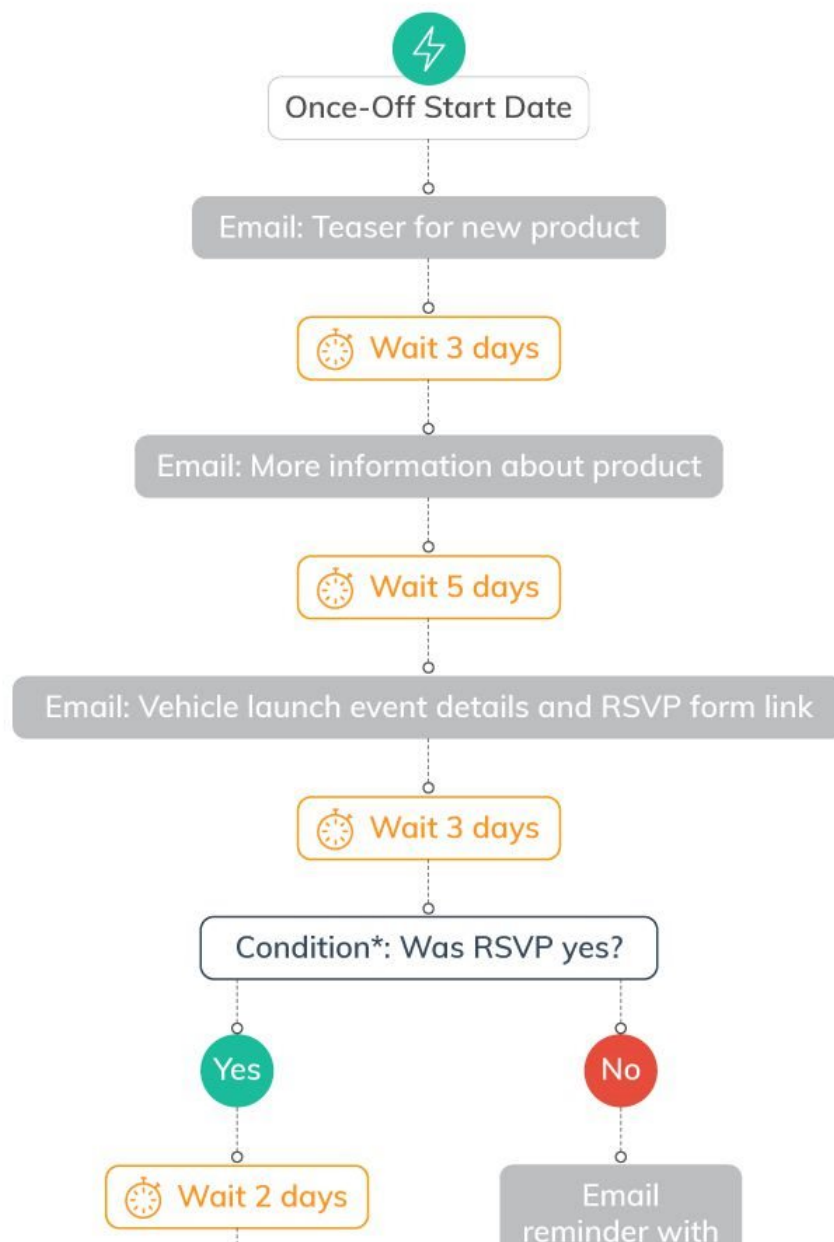 Once-Off Start Date
Email: Teaser for new product
Wait 3 days
Email: More information about product
Wait 5 days
Email: Vehicle launch event details and RSVP form link
Wait 3 days
Condition*: Was RSVP yes?
Yes
No
Wait 2 days
Email
reminder with